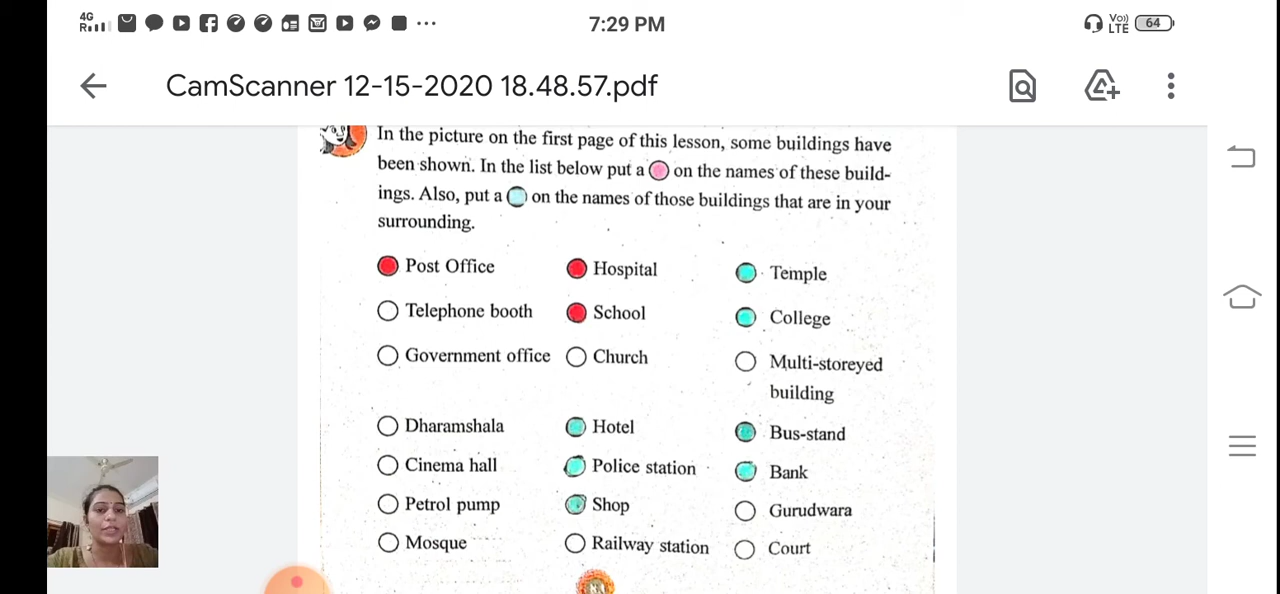 4G
R
7:29 PM
Vo))
LTE
64
CamScanner 12-15-2020 18.48.57.pdf
In the picture on the first page of this lesson, some buildings have
been shown. In the list below put a on the names of these build-
ings. Also, put a on the names of those buildings that are in your
surrounding.
Post Office Hospital Temple
Telephone booth School College
Government office Church Multi-storeyed
building
Dharamshala Hotel Bus-stand
Cinema hall Police station Bank
Petrol pump Shop Gurudwara
Mosque Railway station Court